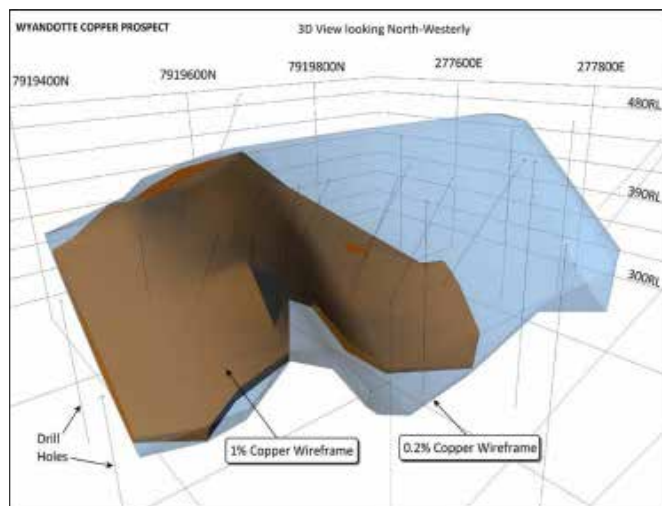 WYANDOTTE COPPER PROSPECT
3D View looking North-Westerly
7919400N
7919600N
7919800N
277600E
277800E
480RL
390RL
300RL
Drill
Holes
1% Copper Wireframe
0.2% Copper Wireframe